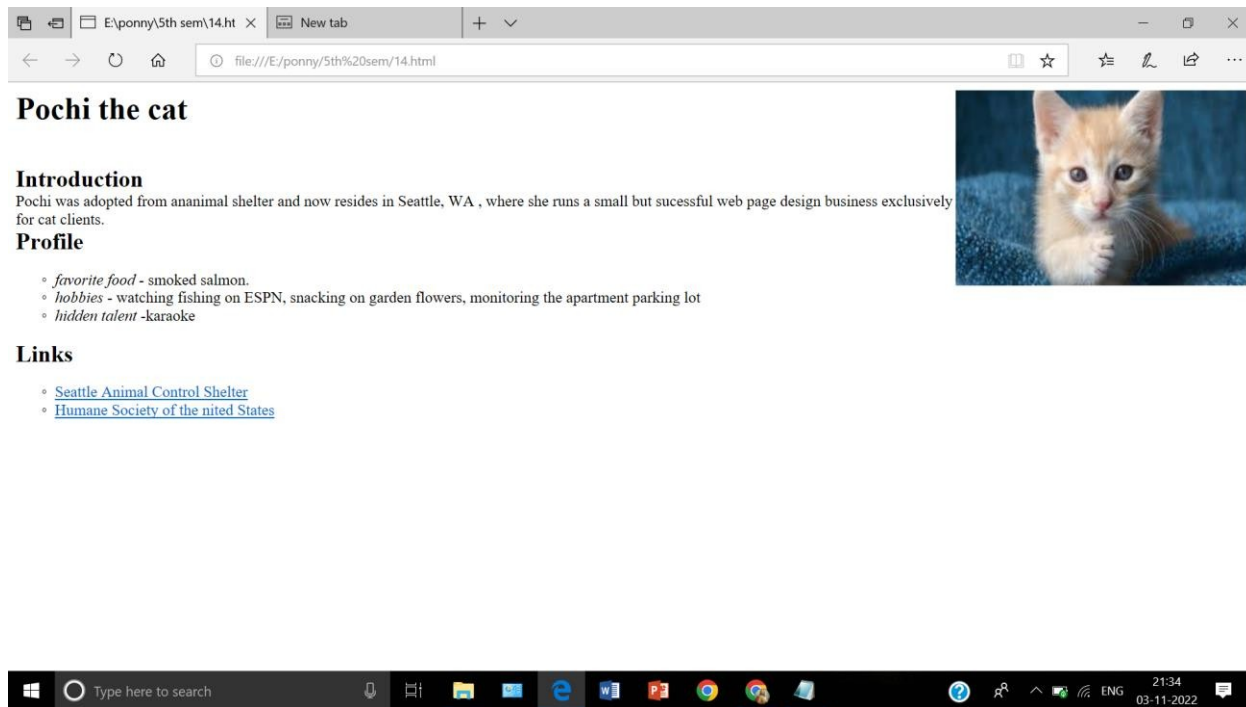 E:\ponny\5th sem\14.ht
New tab
file:///E:/ponny/5th%20sem/14.html
Pochi the cat
Introduction
Pochi was adopted from ananimal shelter and now resides in Seattle, WA , where she runs a small but sucessful web page design business exclusively
for cat clients.
Profile
favorite food - smoked salmon.
hobbies - watching fishing on ESPN, snacking on garden flowers, monitoring the apartment parking lot
hidden talent -karaoke
Links
Seattle Animal Control Shelter
Humane Society of the nited States
Type here to search
ENG
21:34
03-11-2022